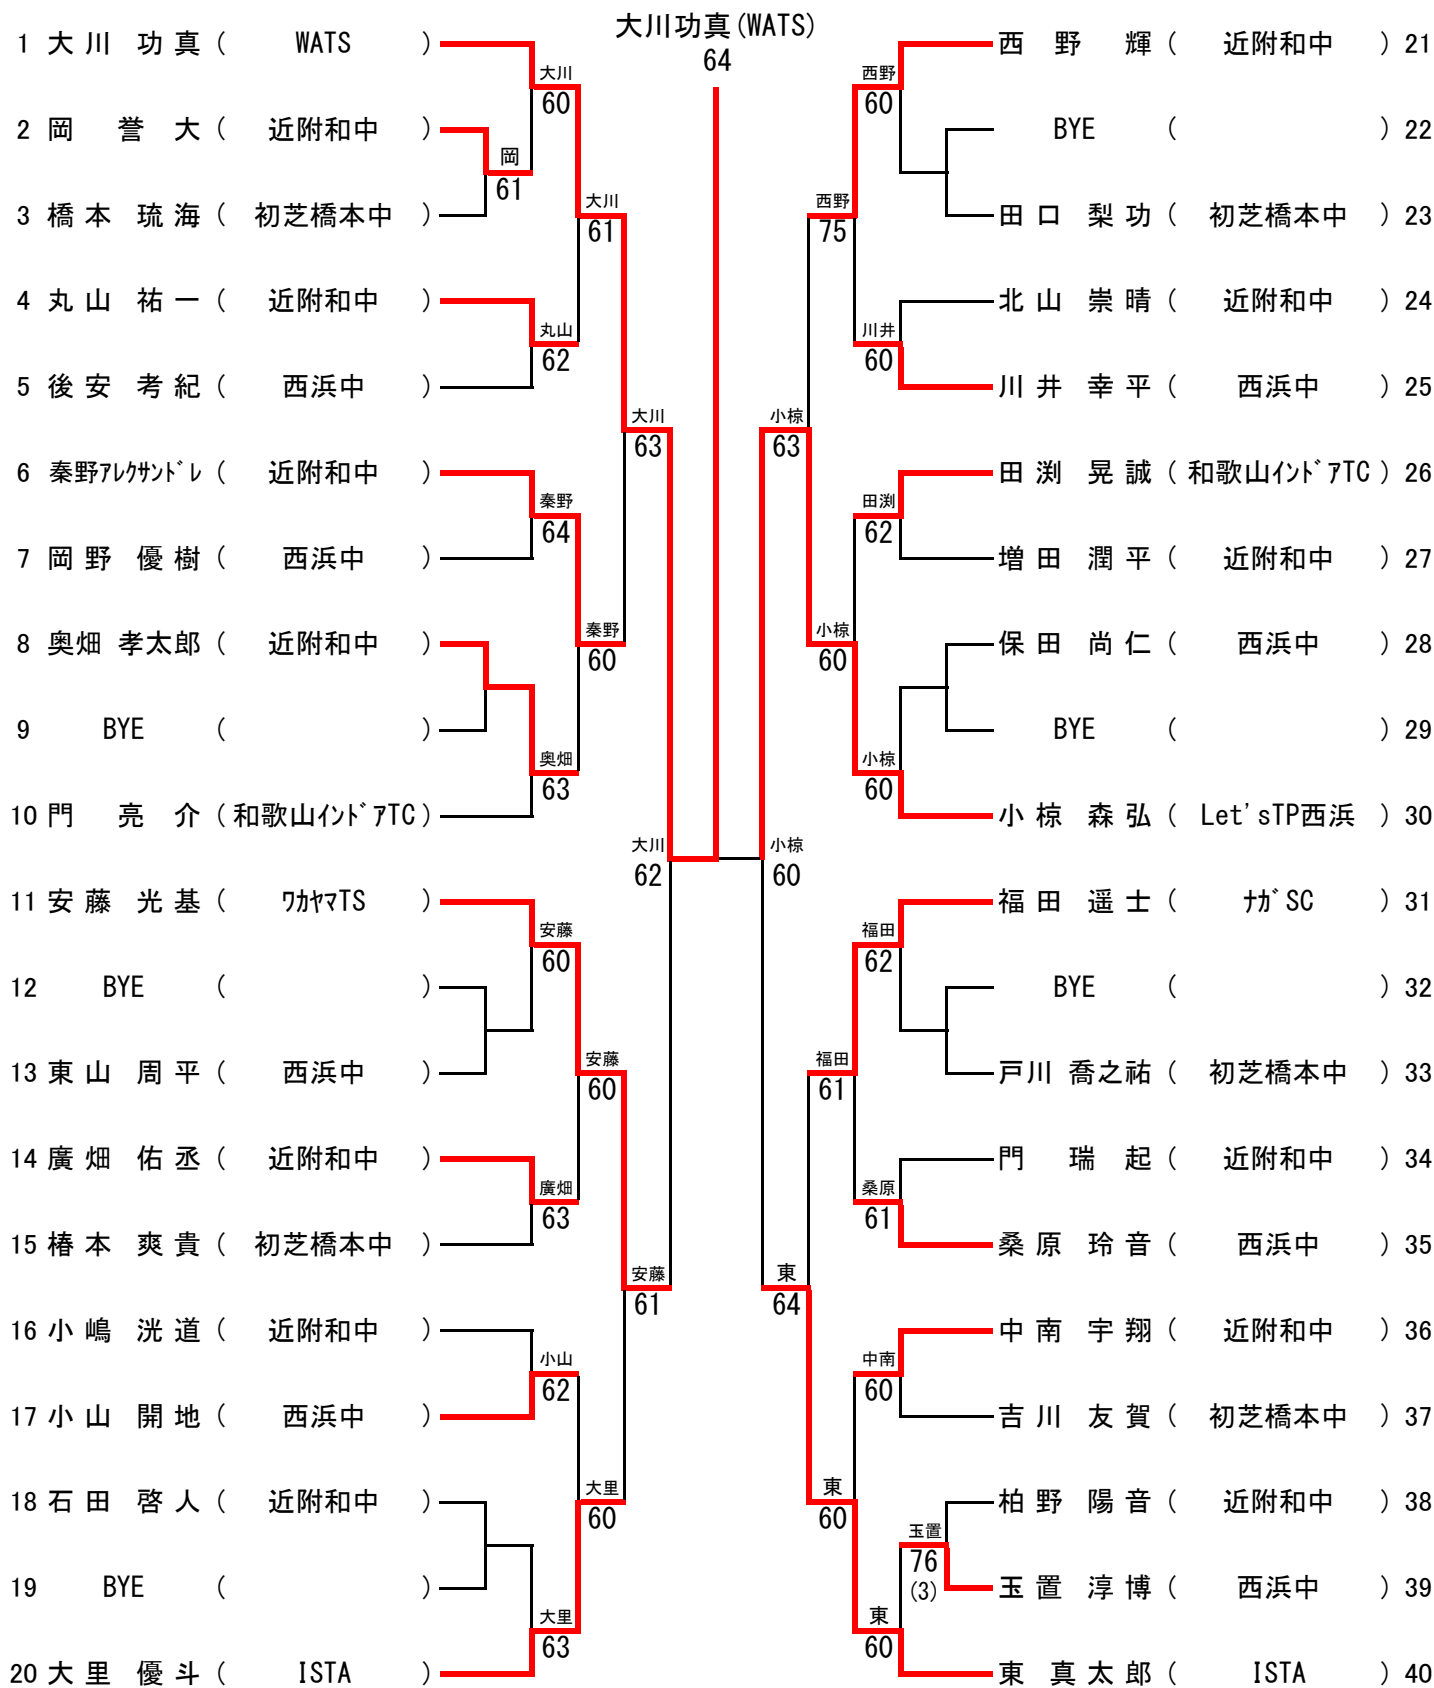 大川功真(WATS)
64
1 大川 功真 ( WATS )
大川
60
2 岡 誉大 ( 近附和中 )
岡
61
3 橋本 琉海 ( 初芝橋本中 )
大川
61
4 丸山 祐一 ( 近附和中 )
丸山
62
5 後安 考紀 ( 西浜中 )
大川
63
6 秦野アレクサンドレ ( 近附和中 )
秦野
64
7 岡野 優樹 ( 西浜中 )
秦野
60
8 奥畑 孝太郎 ( 近附和中 )
9 BYE ( )
奥畑
63
10 門 亮介 ( 和歌山インドアTC )
大川
62
11 安藤 光基 ( ワカヤマTS )
安藤
60
12 BYE ( )
13 東山 周平 ( 西浜中 )
安藤
60
14 廣畑 佑丞 ( 近附和中 )
廣畑
63
15 椿本 爽貴 ( 初芝橋本中 )
安藤
61
16 小嶋 洸道 ( 近附和中 )
小山
62
17 小山 開地 ( 西浜中 )
大里
60
18 石田 啓人 ( 近附和中 )
19 BYE ( )
大里
63
20 大里 優斗 ( ISTA )
西野 輝 ( 近附和中 ) 21
西野
60
BYE ( ) 22
西野
75
田口 梨功 ( 初芝橋本中 ) 23
北山 崇晴 ( 近附和中 ) 24
川井
60
川井 幸平 ( 西浜中 ) 25
小椋
63
田渕 晃誠 ( 和歌山インドアTC ) 26
田渕
62
増田 潤平 ( 近附和中 ) 27
小椋
60
保田 尚仁 ( 西浜中 ) 28
BYE ( ) 29
小椋
60
小椋 森弘 ( Let'sTP西浜 ) 30
小椋
60
福田 遥士 ( ナガSC ) 31
福田
62
BYE ( ) 32
福田
61
戸川 喬之祐 ( 初芝橋本中 ) 33
門 瑞起 ( 近附和中 ) 34
桑原
61
桑原 玲音 ( 西浜中 ) 35
東
64
中南 宇翔 ( 近附和中 ) 36
中南
60
吉川 友賀 ( 初芝橋本中 ) 37
東
60
柏野 陽音 ( 近附和中 ) 38
玉置
76
(3)
玉置 淳博 ( 西浜中 ) 39
東
60
東 真太郎 ( ISTA ) 40